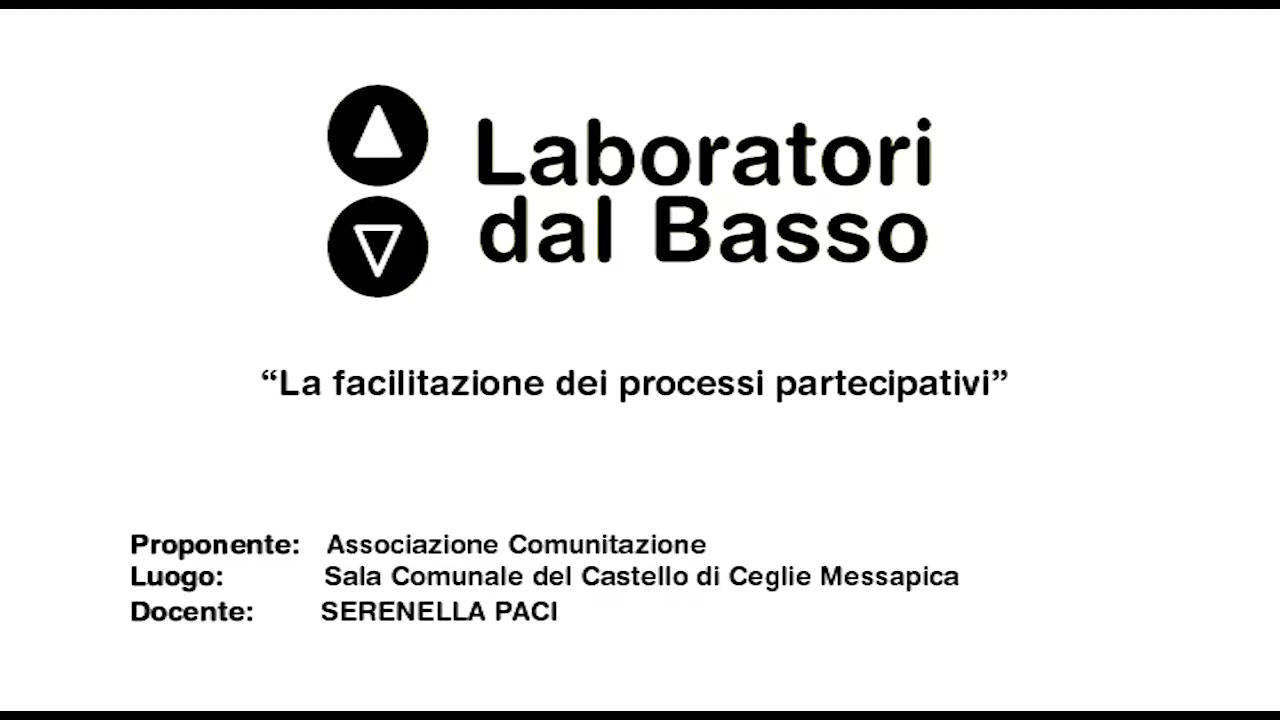 Laboratori
dal Basso
“La facilitazione dei processi partecipativi”
Proponente: Associazione Comunitazione
Luogo: Sala Comunale del Castello di Ceglie Messapica
Docente: SERENELLA PACI